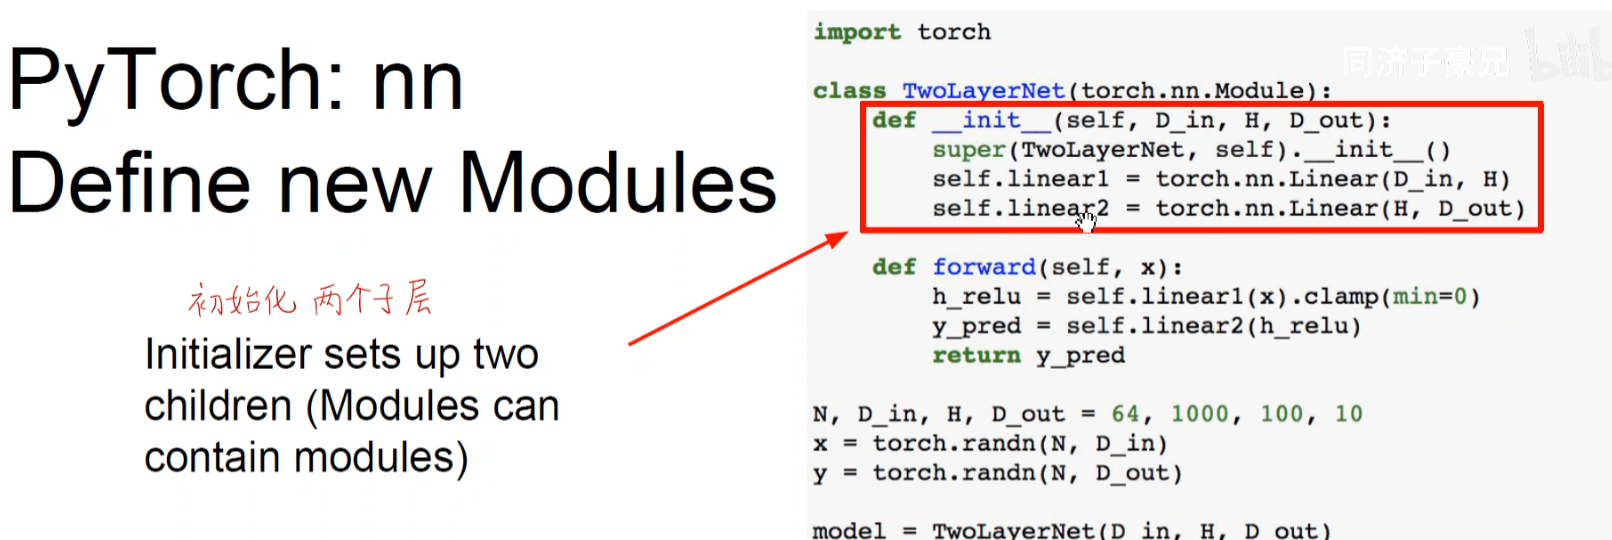 PyTorch: nn
Define new Modules
初始化 两个子层
Initializer sets up two
children (Modules can
contain modules)
同济子豪兄 bilibili
import torch
class TwoLayerNet(torch.nn.Module):
    def __init__(self, D_in, H, D_out):
        super(TwoLayerNet, self).__init__()
        self.linear1 = torch.nn.Linear(D_in, H)
        self.linear2 = torch.nn.Linear(H, D_out)
    def forward(self, x):
        h_relu = self.linear1(x).clamp(min=0)
        y_pred = self.linear2(h_relu)
        return y_pred
N, D_in, H, D_out = 64, 1000, 100, 10
x = torch.randn(N, D_in)
y = torch.randn(N, D_out)
model = TwoLayerNet(D_in, H, D_out)